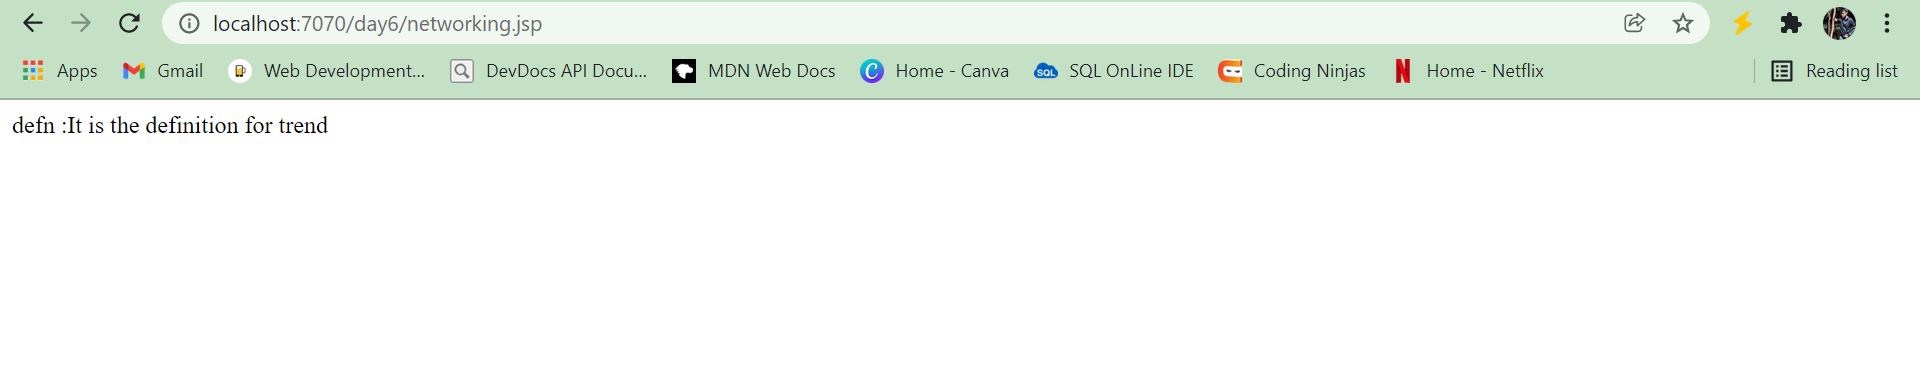 localhost:7070/day6/networking.jsp
Apps Gmail Web Development... DevDocs API Docu... MDN Web Docs Home - Canva SQL SQL OnLine IDE Coding Ninjas Home - Netflix Reading list
defn :It is the definition for trend